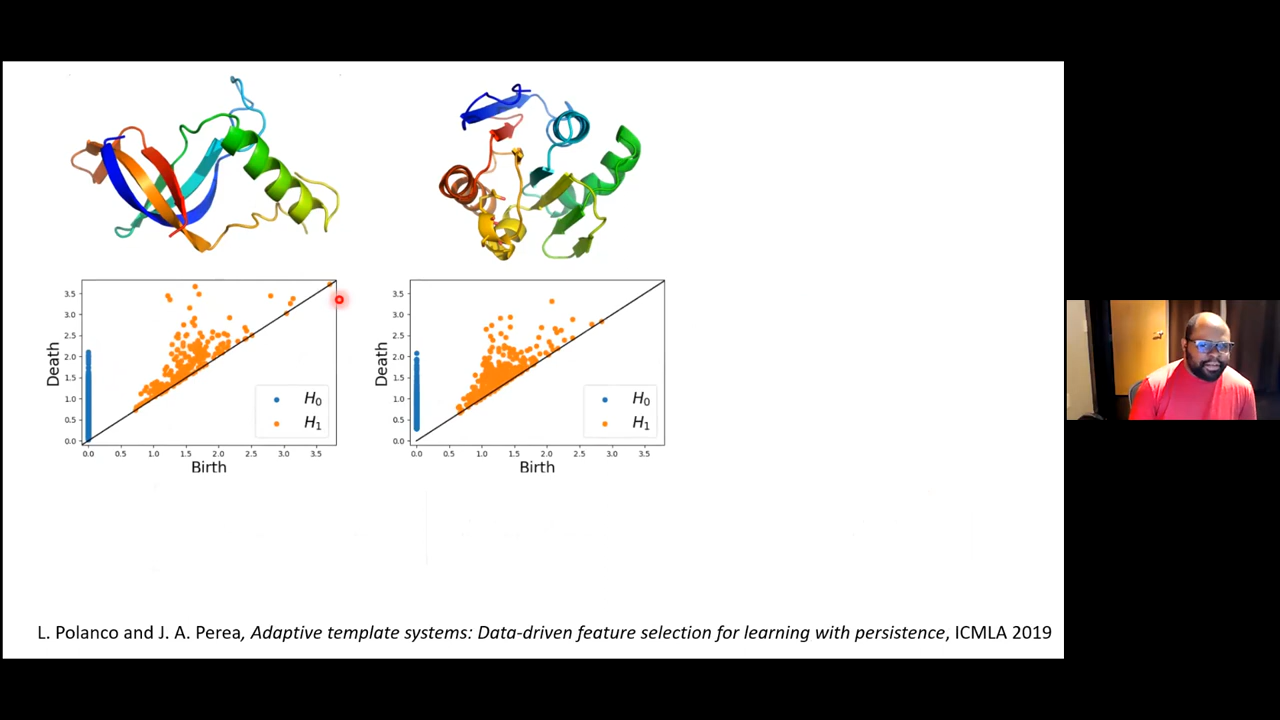 Death
3.5
3.0
2.5
2.0
1.5
1.0
0.5
0.0
H0
H1
0.0 0.5 1.0 1.5 2.0 2.5 3.0 3.5
Birth
Death
3.5
3.0
2.5
2.0
1.5
1.0
0.5
0.0
H0
H1
0.0 0.5 1.0 1.5 2.0 2.5 3.0 3.5
Birth
L. Polanco and J. A. Perea, Adaptive template systems: Data-driven feature selection for learning with persistence, ICMLA 2019